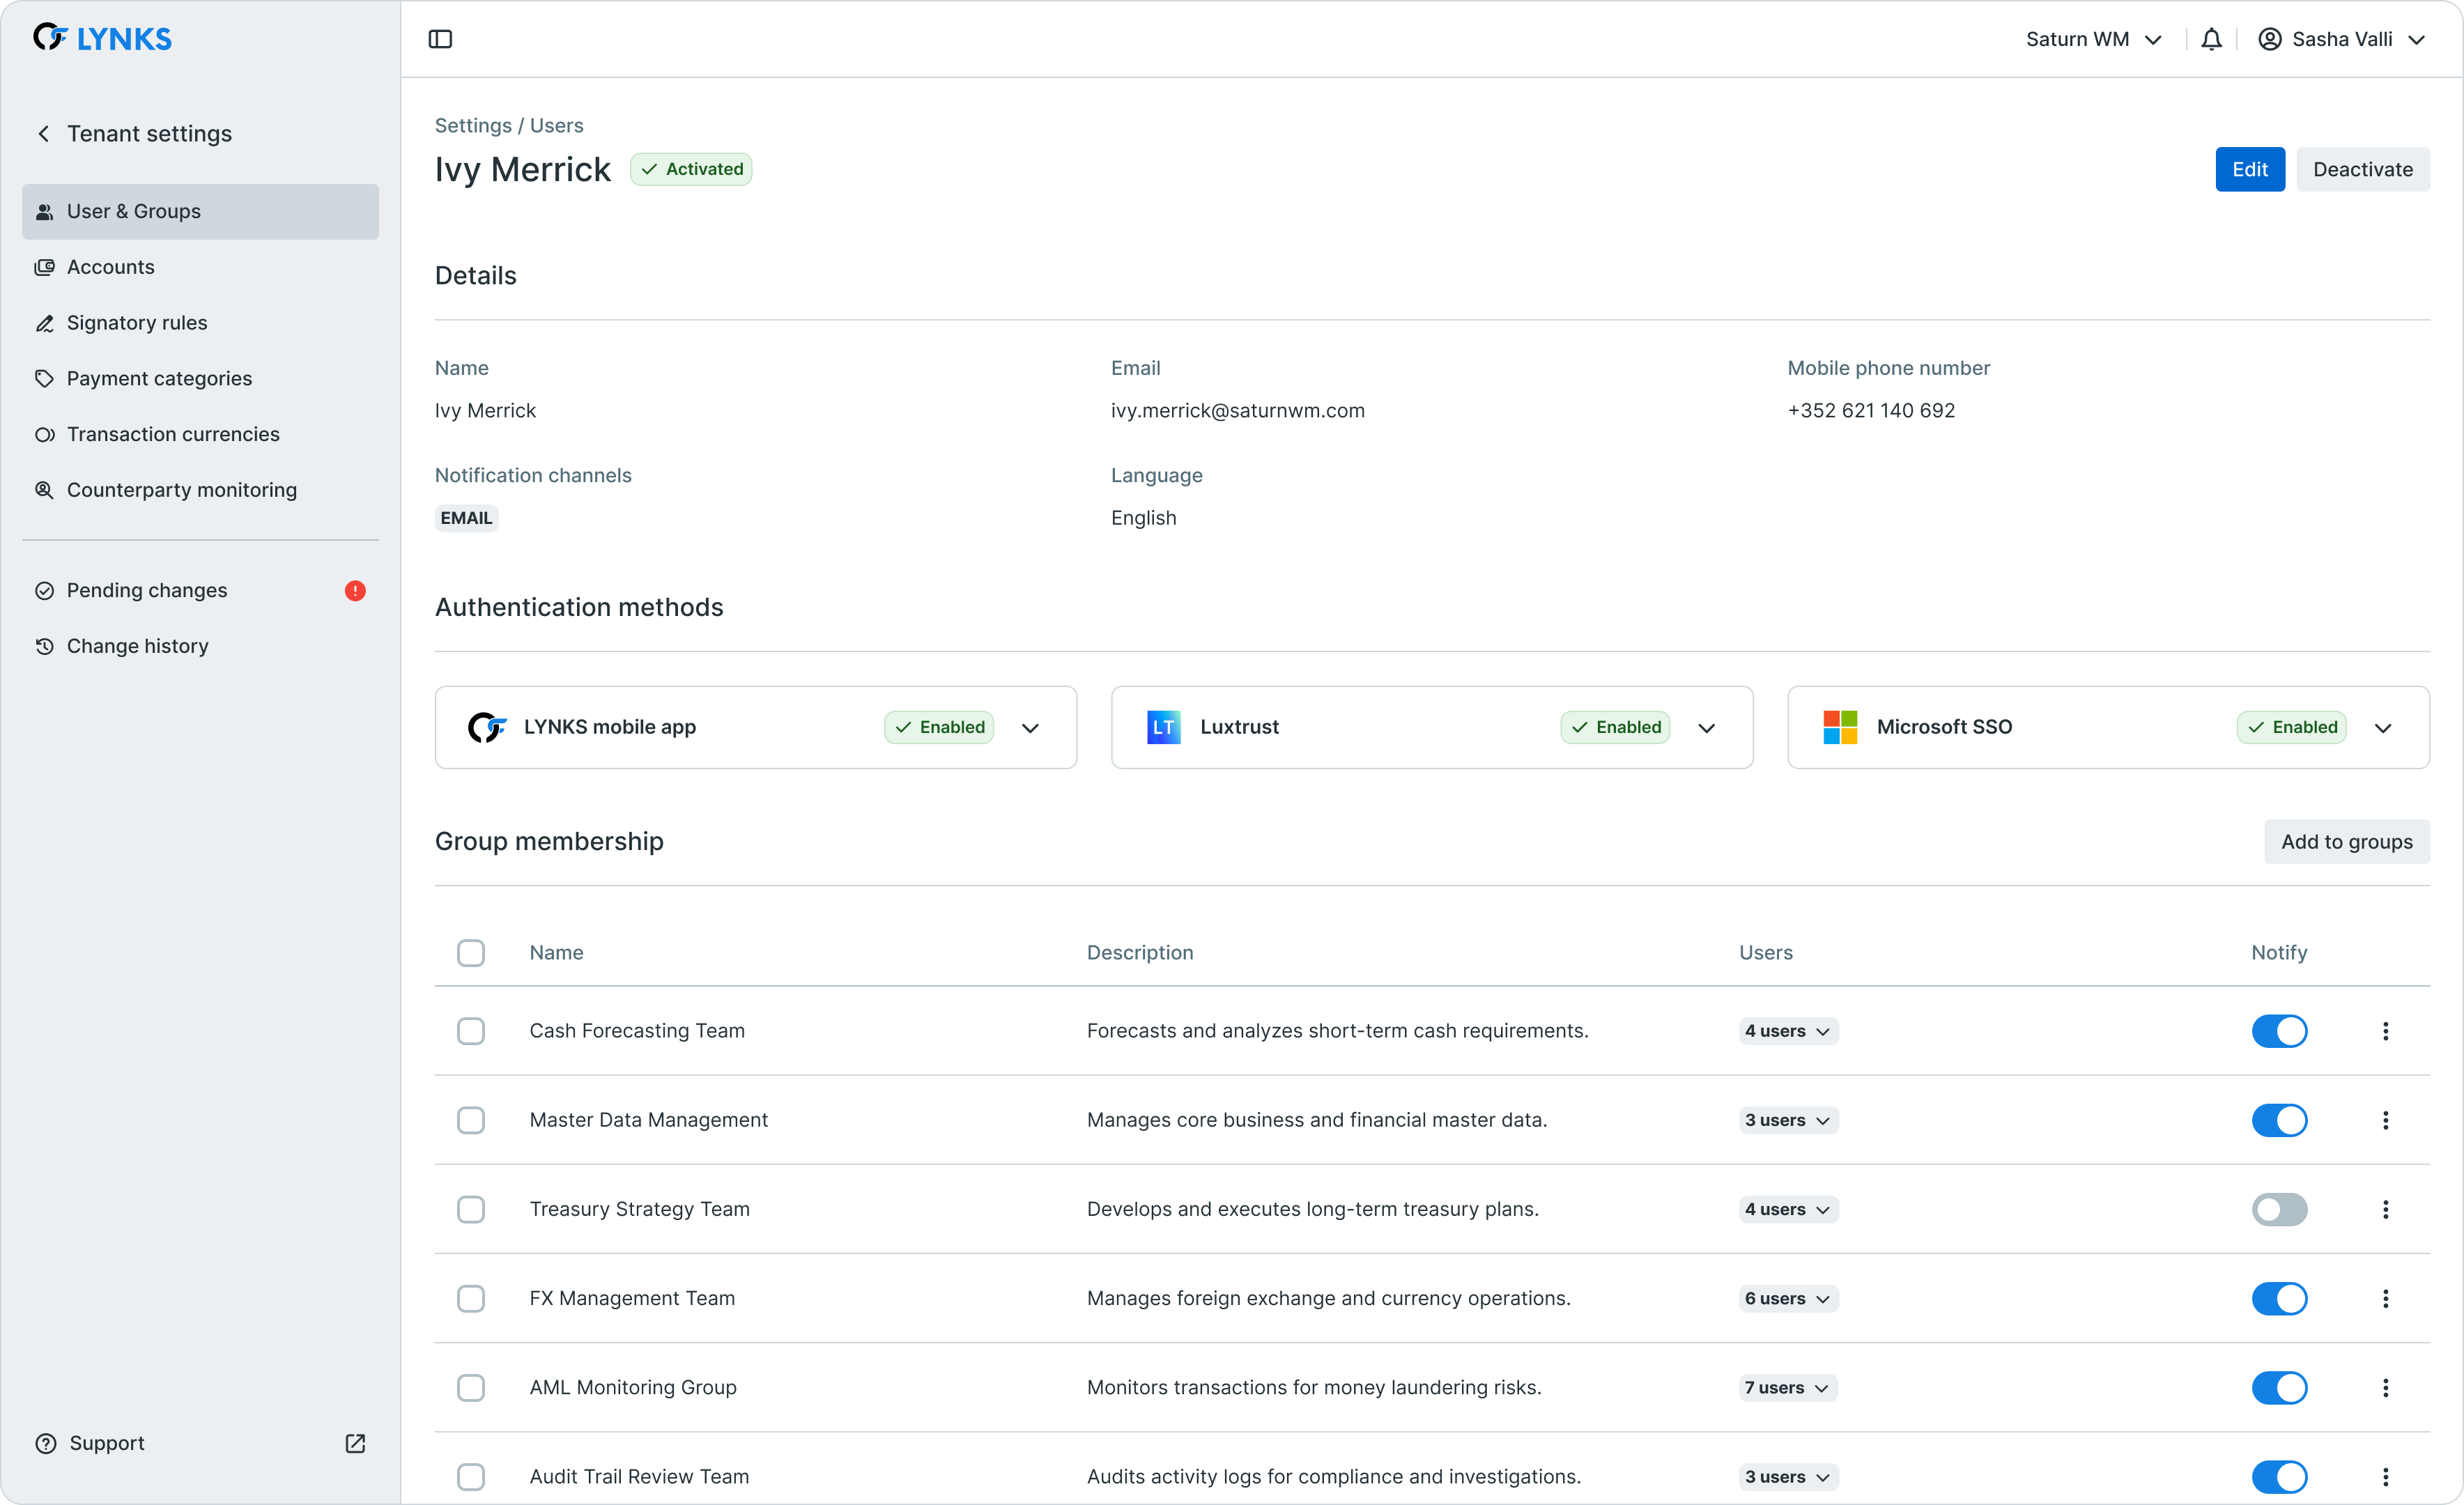 LYNKS
Saturn WM
Sasha Valli
Tenant settings
User & Groups
Accounts
Signatory rules
Payment categories
Transaction currencies
Counterparty monitoring
Pending changes
Change history
Support
Settings / Users
Ivy Merrick Activated
Edit Deactivate
Details
Name Email Mobile phone number
Ivy Merrick ivy.merrick@saturnwm.com +352 621 140 692
Notification channels Language
EMAIL English
Authentication methods
LYNKS mobile app Enabled LT Luxtrust Enabled Microsoft SSO Enabled
Group membership Add to groups
Name Description Users Notify
Cash Forecasting Team Forecasts and analyzes short-term cash requirements. 4 users
Master Data Management Manages core business and financial master data. 3 users
Treasury Strategy Team Develops and executes long-term treasury plans. 4 users
FX Management Team Manages foreign exchange and currency operations. 6 users
AML Monitoring Group Monitors transactions for money laundering risks. 7 users
Audit Trail Review Team Audits activity logs for compliance and investigations. 3 users